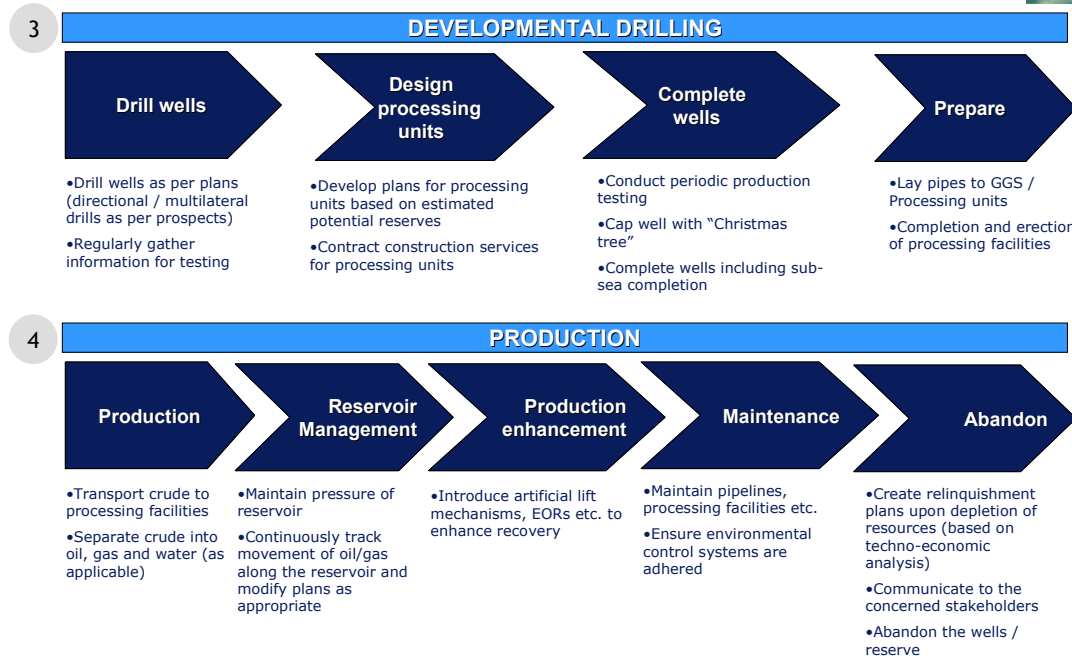 3
DEVELOPMENTAL DRILLING
Drill wells
Design
processing
units
Complete
wells
Prepare
•Drill wells as per plans
(directional / multilateral
drills as per prospects)
•Regularly gather
information for testing
•Develop plans for processing
units based on estimated
potential reserves
•Contract construction services
for processing units
•Conduct periodic production
testing
•Cap well with “Christmas
tree”
•Complete wells including sub-
sea completion
•Lay pipes to GGS /
Processing units
•Completion and erection
of processing facilities
4
PRODUCTION
Production
Reservoir
Management
Production
enhancement
Maintenance
Abandon
•Transport crude to
processing facilities
•Separate crude into
oil, gas and water (as
applicable)
•Maintain pressure of
reservoir
•Continuously track
movement of oil/gas
along the reservoir and
modify plans as
appropriate
•Introduce artificial lift
mechanisms, EORs etc. to
enhance recovery
•Maintain pipelines,
processing facilities etc.
•Ensure environmental
control systems are
adhered
•Create relinquishment
plans upon depletion of
resources (based on
techno-economic
analysis)
•Communicate to the
concerned stakeholders
•Abandon the wells /
reserve